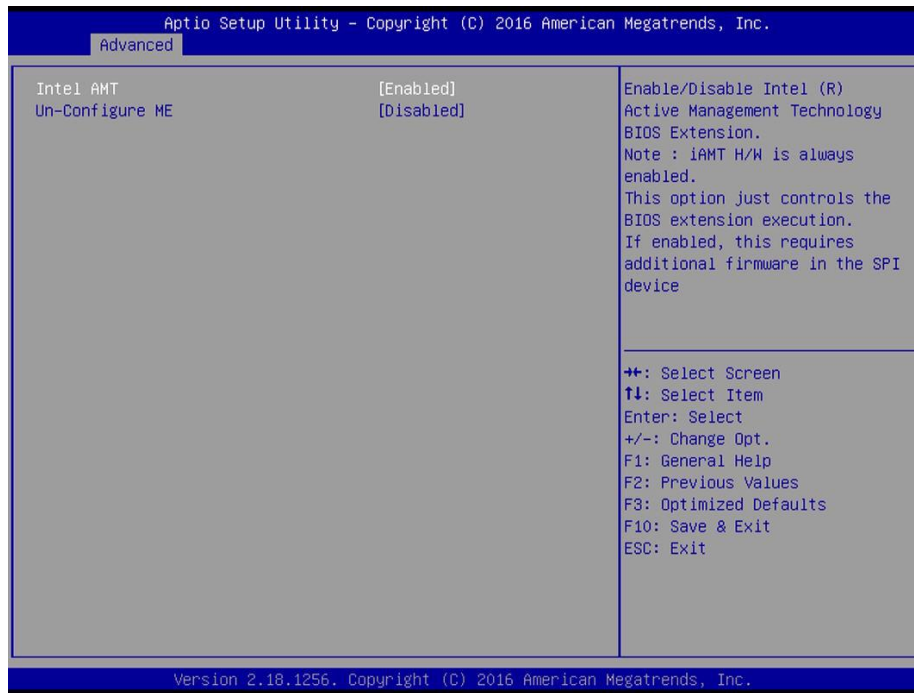 Aptio Setup Utility – Copyright (C) 2016 American Megatrends, Inc.
Advanced
Intel AMT [Enabled]
Un-Configure ME [Disabled]
Enable/Disable Intel (R)
Active Management Technology
BIOS Extension.
Note : iAMT H/W is always
enabled.
This option just controls the
BIOS extension execution.
If enabled, this requires
additional firmware in the SPI
device
→←: Select Screen
↑↓: Select Item
Enter: Select
+/-: Change Opt.
F1: General Help
F2: Previous Values
F3: Optimized Defaults
F10: Save & Exit
ESC: Exit
Version 2.18.1256. Copyright (C) 2016 American Megatrends, Inc.